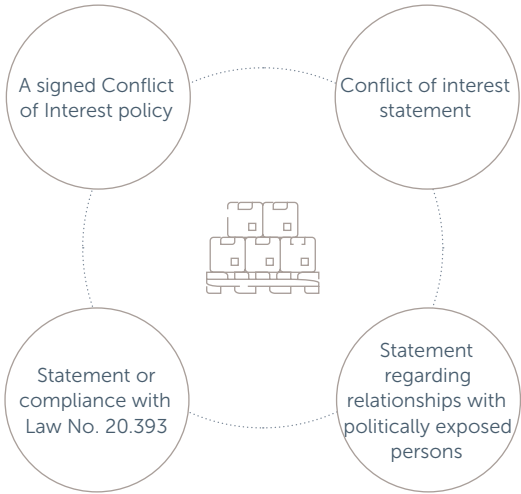 A signed Conflict
of Interest policy
Conflict of interest
statement
Statement or
compliance with
Law No. 20.393
Statement
regarding
relationships with
politically exposed
persons